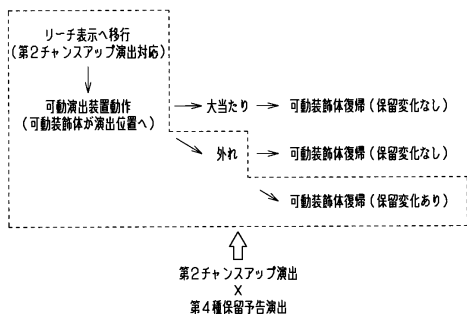 リーチ表示へ移行
(第2チャンスアップ演出対応)
可動演出装置動作
(可動装飾体が演出位置へ)
大当たり
可動装飾体復帰(保留変化なし)
外れ
可動装飾体復帰(保留変化なし)
可動装飾体復帰(保留変化あり)
第2チャンスアップ演出
×
第4種保留予告演出